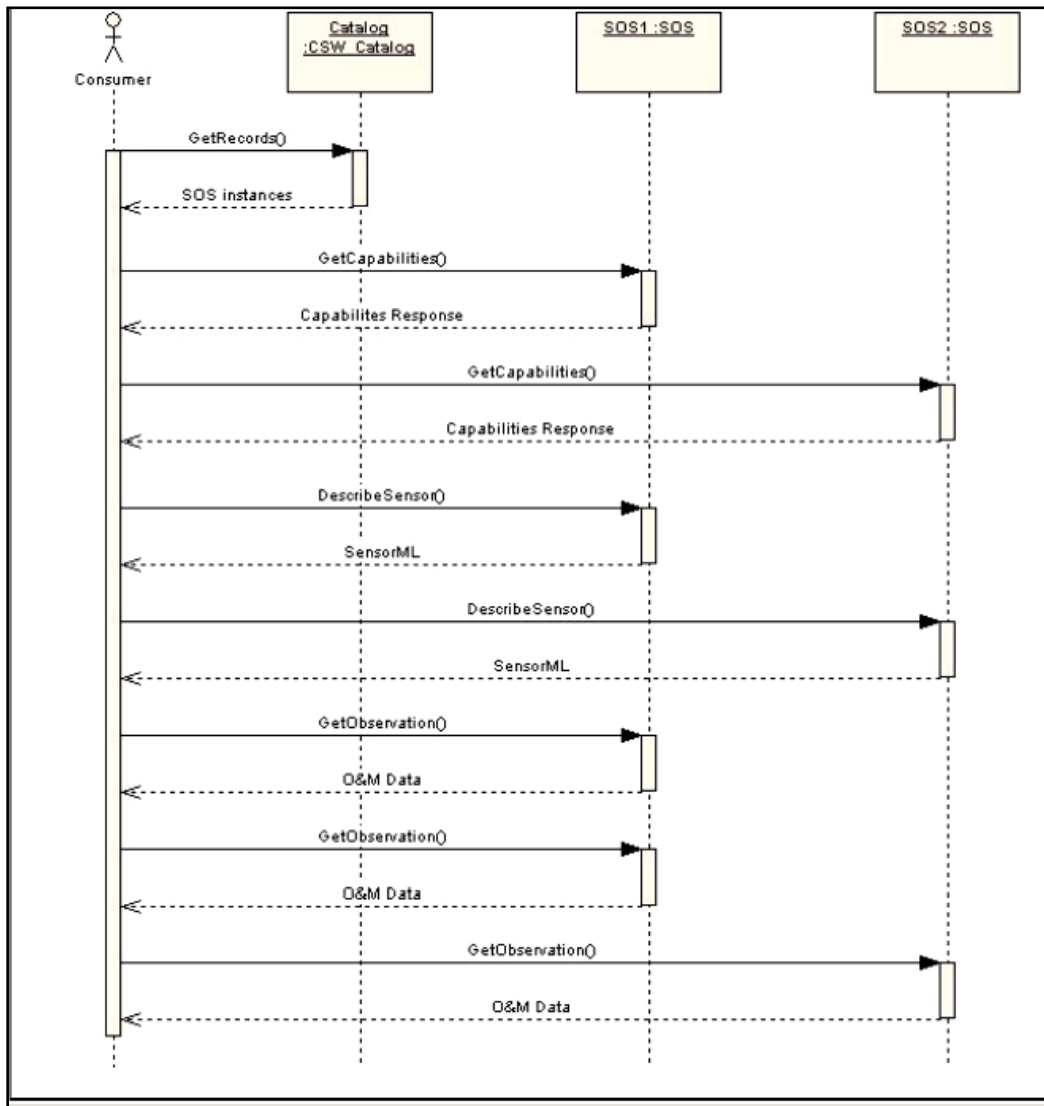 Consumer
Catalog
:CSW_Catalog
SOS1 :SOS
SOS2 :SOS
GetRecords()
SOS instances
GetCapabilities()
Capabilites Response
GetCapabilities()
Capabilities Response
DescribeSensor()
SensorML
DescribeSensor()
SensorML
GetObservation()
O&M Data
GetObservation()
O&M Data
GetObservation()
O&M Data